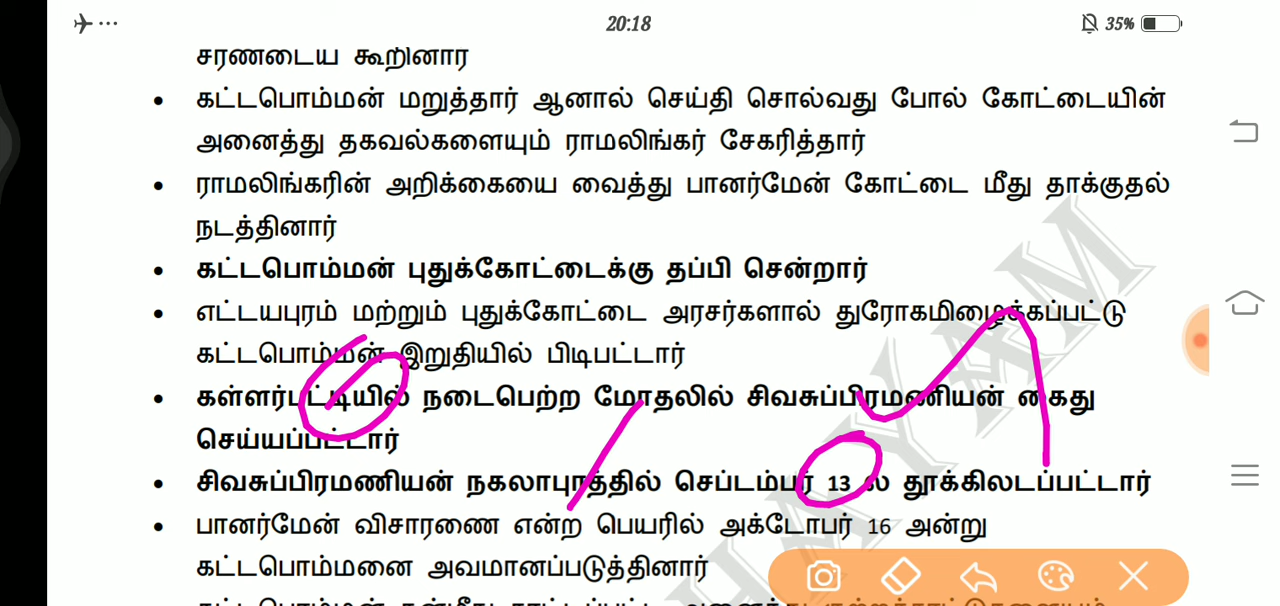 20:18 35%
சரணடைய கூறினார்
• கட்டபொம்மன் மறுத்தார் ஆனால் செய்தி சொல்வது போல் கோட்டையின்
அனைத்து தகவல்களையும் ராமலிங்கர் சேகரித்தார்
• ராமலிங்கரின் அறிக்கையை வைத்து பானர்மேன் கோட்டை மீது தாக்குதல்
நடத்தினார்
• கட்டபொம்மன் புதுக்கோட்டைக்கு தப்பி சென்றார்
• எட்டயபுரம் மற்றும் புதுக்கோட்டை அரசர்களால் துரோகமிழைக்கப்பட்டு
கட்டபொம்மன் இறுதியில் பிடிபட்டார்
• கள்ளர்பட்டியில் நடைபெற்ற மோதலில் சிவசுப்பிரமணியன் கைது
செய்யப்பட்டார்
• சிவசுப்பிரமணியன் நகலாபுரத்தில் செப்டம்பர் 13 ல் தூக்கிலடப்பட்டார்
• பானர்மேன் விசாரணை என்ற பெயரில் அக்டோபர் 16 அன்று
கட்டபொம்மனை அவமானப்படுத்தினார்